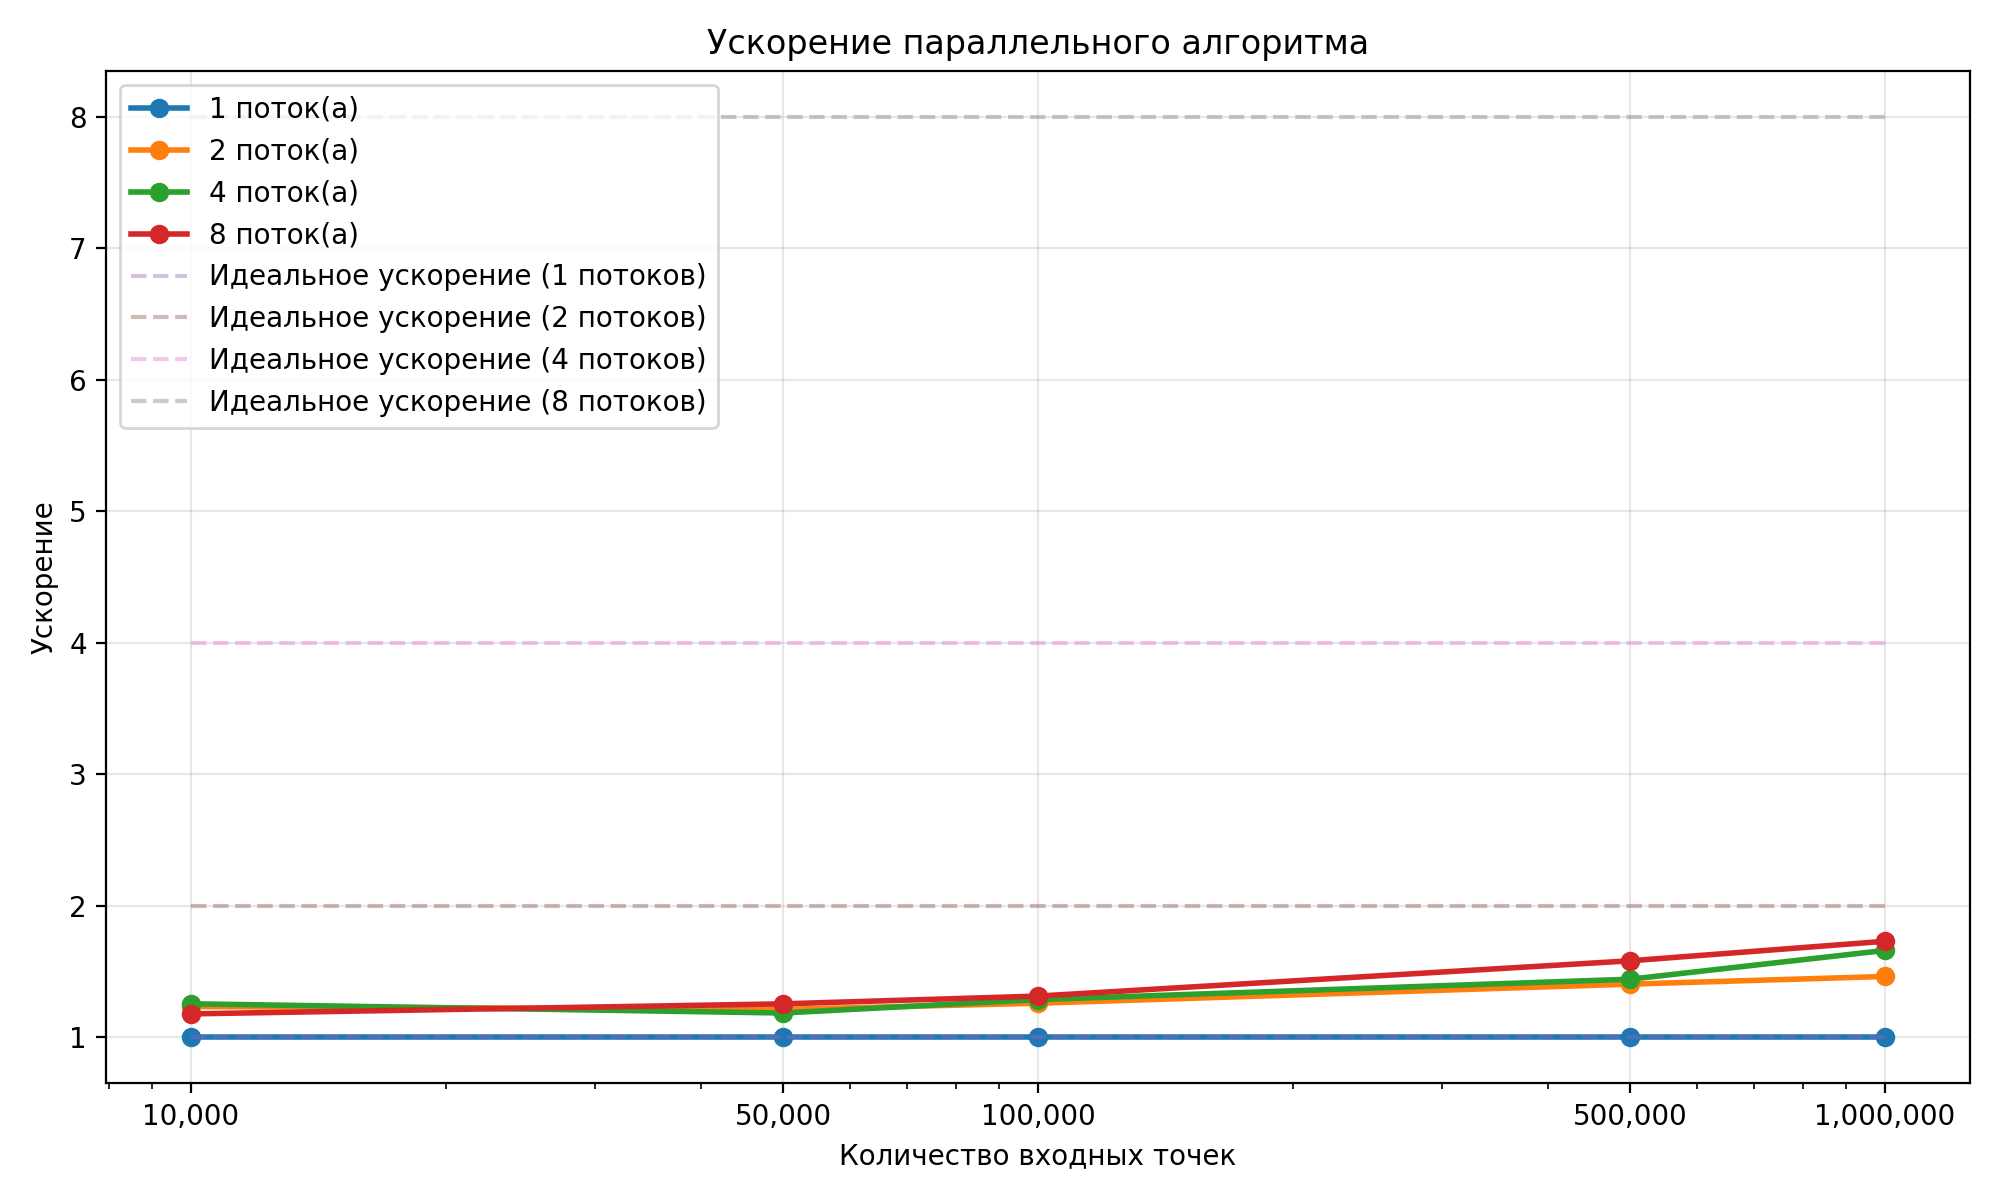 Ускорение параллельного алгоритма
1 поток(а)
2 поток(а)
4 поток(а)
8 поток(а)
Идеальное ускорение (1 потоков)
Идеальное ускорение (2 потоков)
Идеальное ускорение (4 потоков)
Идеальное ускорение (8 потоков)
Ускорение
8
7
6
5
4
3
2
1
10,000
50,000
100,000
500,000
1,000,000
Количество входных точек